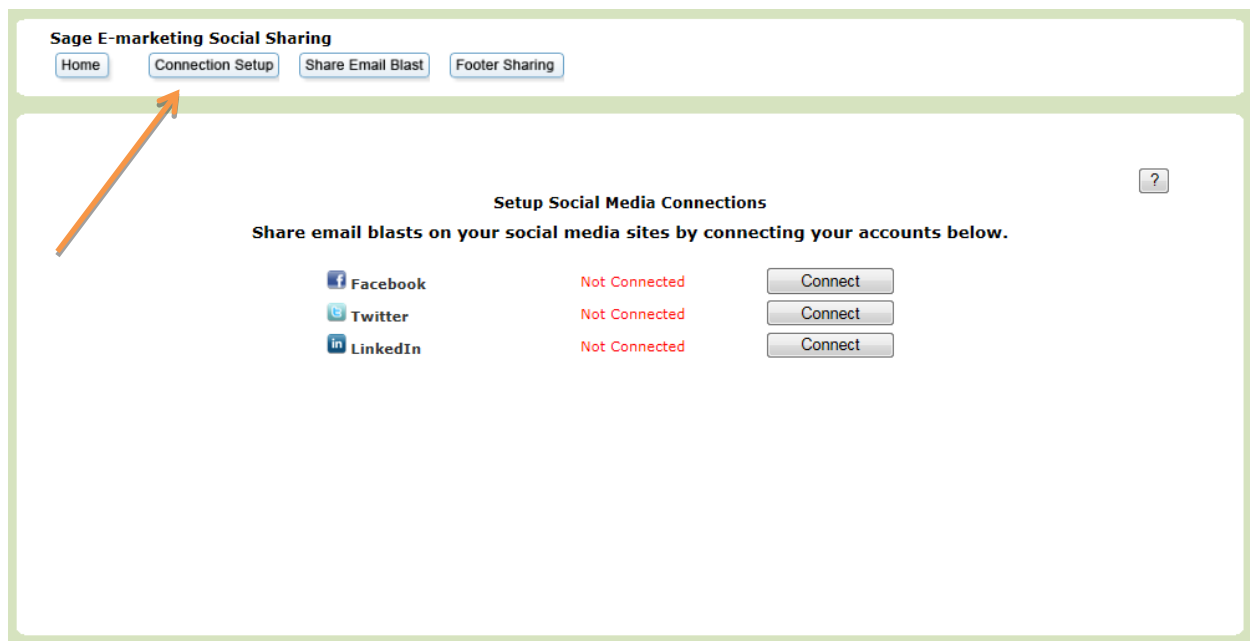 Sage E-marketing Social Sharing
Home Connection Setup Share Email Blast Footer Sharing
?
Setup Social Media Connections
Share email blasts on your social media sites by connecting your accounts below.
Facebook Not Connected Connect
Twitter Not Connected Connect
LinkedIn Not Connected Connect